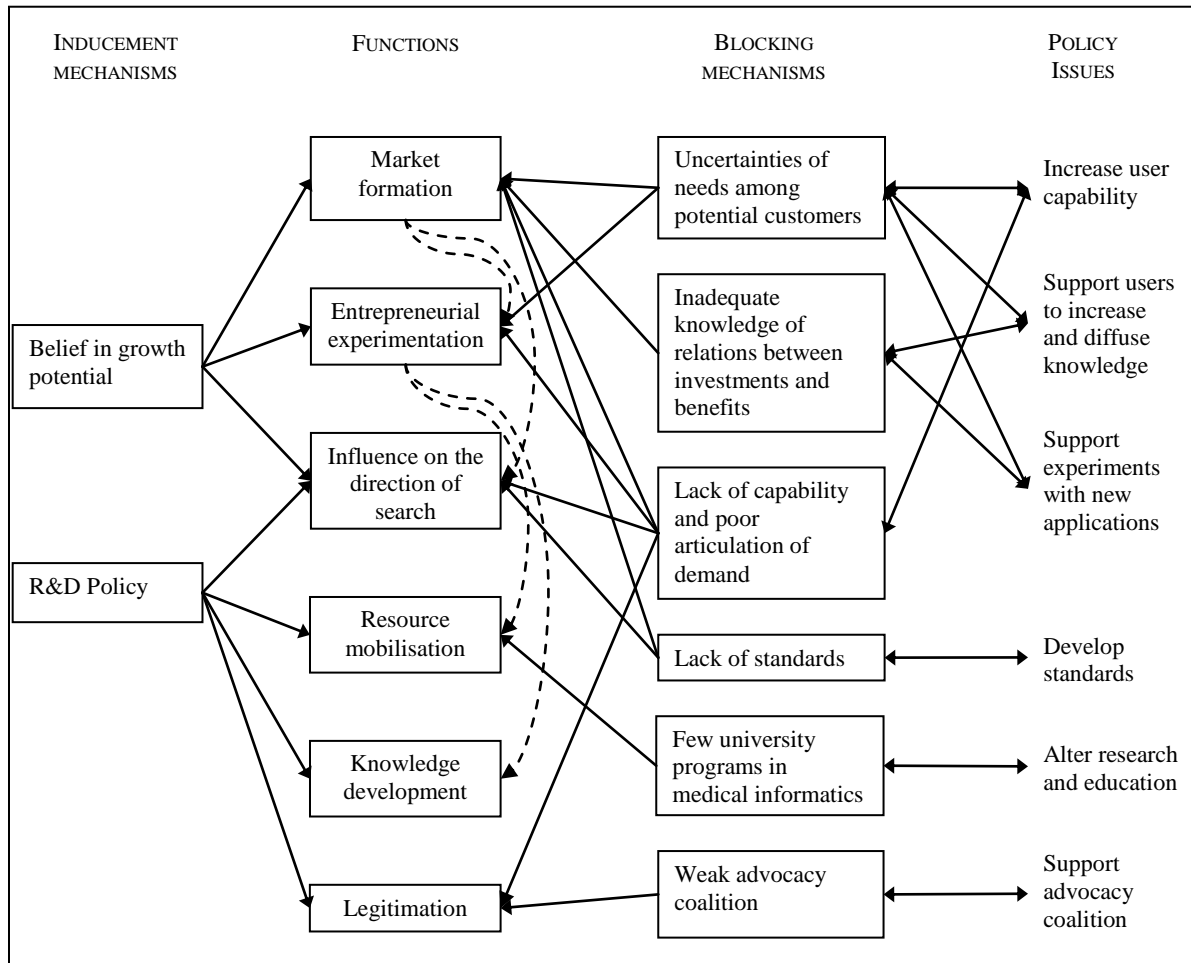 INDUCEMENT
MECHANISMS
FUNCTIONS
BLOCKING
MECHANISMS
POLICY
ISSUES
Belief in growth
potential
R&D Policy
Market
formation
Entrepreneurial
experimentation
Influence on the
direction of
search
Resource
mobilisation
Knowledge
development
Legitimation
Uncertainties of
needs among
potential customers
Inadequate
knowledge of
relations between
investments and
benefits
Lack of capability
and poor
articulation of
demand
Lack of standards
Few university
programs in
medical informatics
Weak advocacy
coalition
Increase user
capability
Support users
to increase
and diffuse
knowledge
Support
experiments
with new
applications
Develop
standards
Alter research
and education
Support
advocacy
coalition